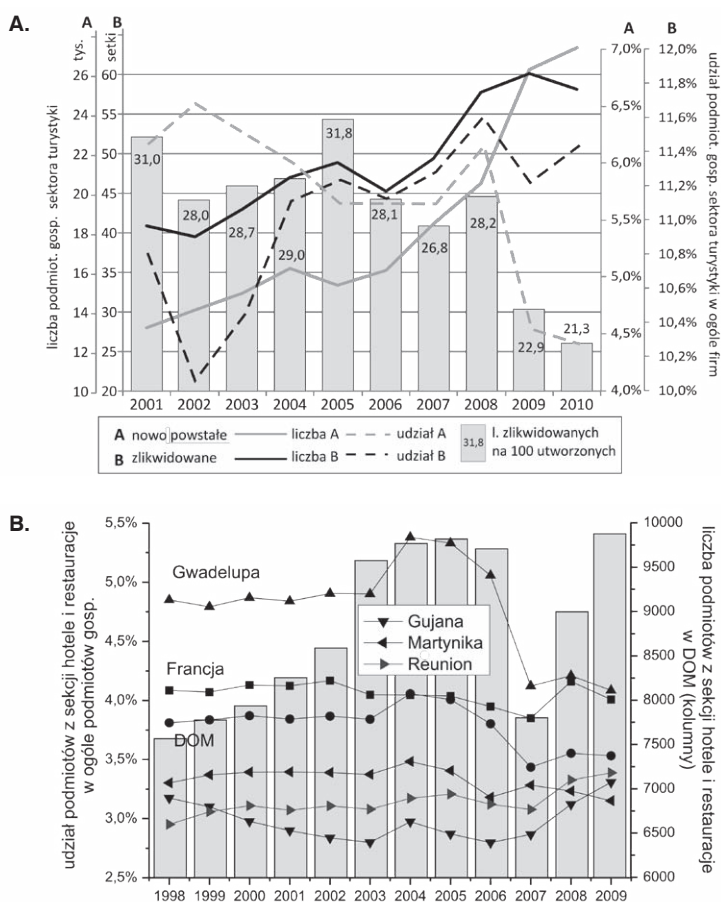 A.
A B A B
tys.
setki
liczba podmiot. gosp. sektora turystyki
26
24
22
20
18
16
14
12
10
60
55
50
45
40
35
30
25
20
7,0%
6,5%
6,0%
5,5%
5,0%
4,5%
4,0%
12,0%
11,8%
11,6%
11,4%
11,2%
11,0%
10,8%
10,6%
10,4%
10,2%
10,0%
udział podmiot. gosp. sektora turystyki w ogóle firm
31,0
28,0
28,7
29,0
31,8
28,1
26,8
28,2
22,9
21,3
2001 2002 2003 2004 2005 2006 2007 2008 2009 2010
A nowo powstałe liczba A udział A 31,8 l. zlikwidowanych
B zlikwidowane liczba B udział B na 100 utworzonych
B.
udział podmiotów z sekcji hotele i restauracje
w ogóle podmiotów gosp.
5,5%
5,0%
4,5%
4,0%
3,5%
3,0%
2,5%
Gwadelupa
Francja
DOM
Gujana
Martynika
Reunion
10000
9500
9000
8500
8000
7500
7000
6500
6000
liczba podmiotów z sekcji hotele i restauracje
w DOM (kolumny)
1998 1999 2000 2001 2002 2003 2004 2005 2006 2007 2008 2009